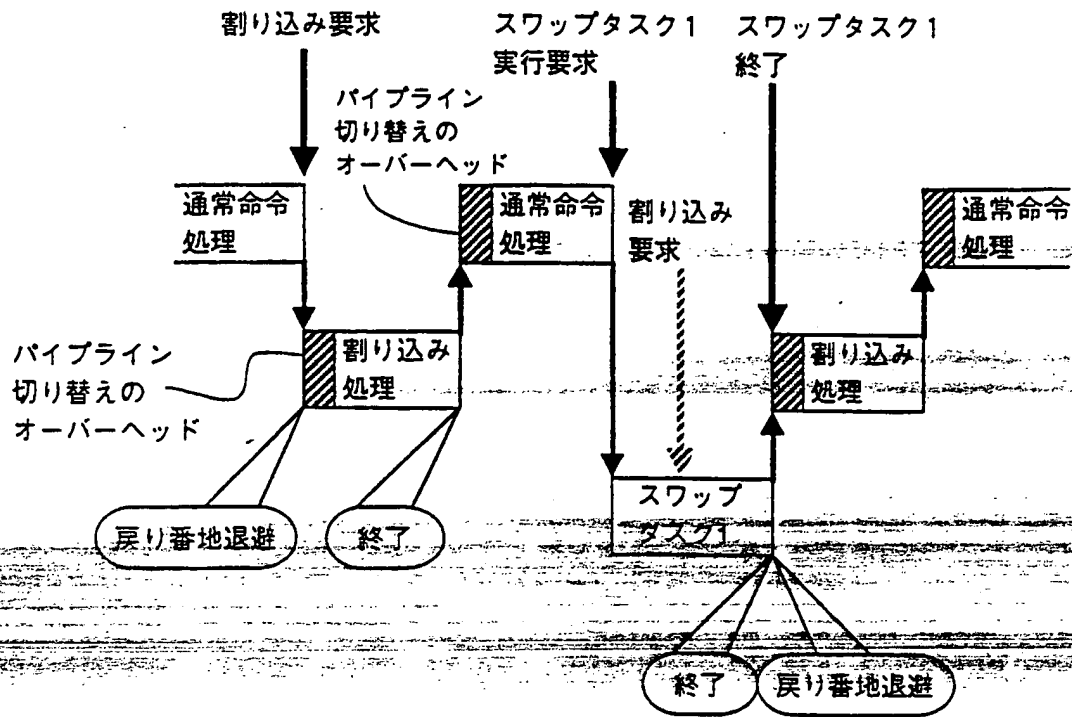 割り込み要求
スワップタスク1
実行要求
スワップタスク1
終了
パイプライン
切り替えの
オーバーヘッド
通常命令
処理
通常命令
処理
割り込み
要求
通常命令
処理
パイプライン
切り替えの
オーバーヘッド
割り込み
処理
割り込み
処理
スワップ
タスク1
戻り番地退避
終了
終了
戻り番地退避